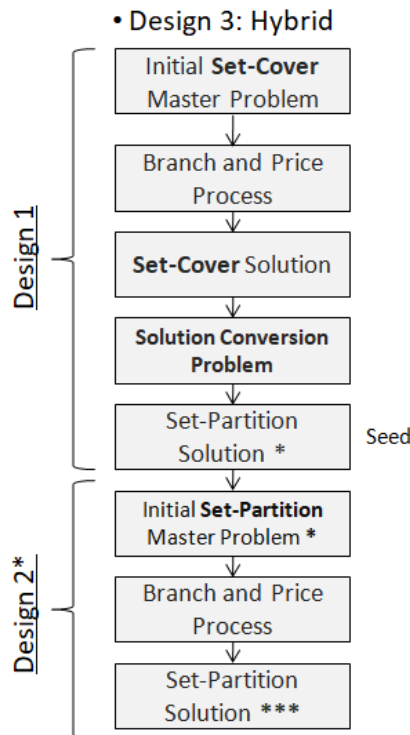 • Design 3: Hybrid
Initial Set-Cover
Master Problem
Branch and Price
Process
Set-Cover Solution
Solution Conversion
Problem
Set-Partition
Solution *
Seed
Design 1
Initial Set-Partition
Master Problem *
Branch and Price
Process
Set-Partition
Solution ***
Design 2*